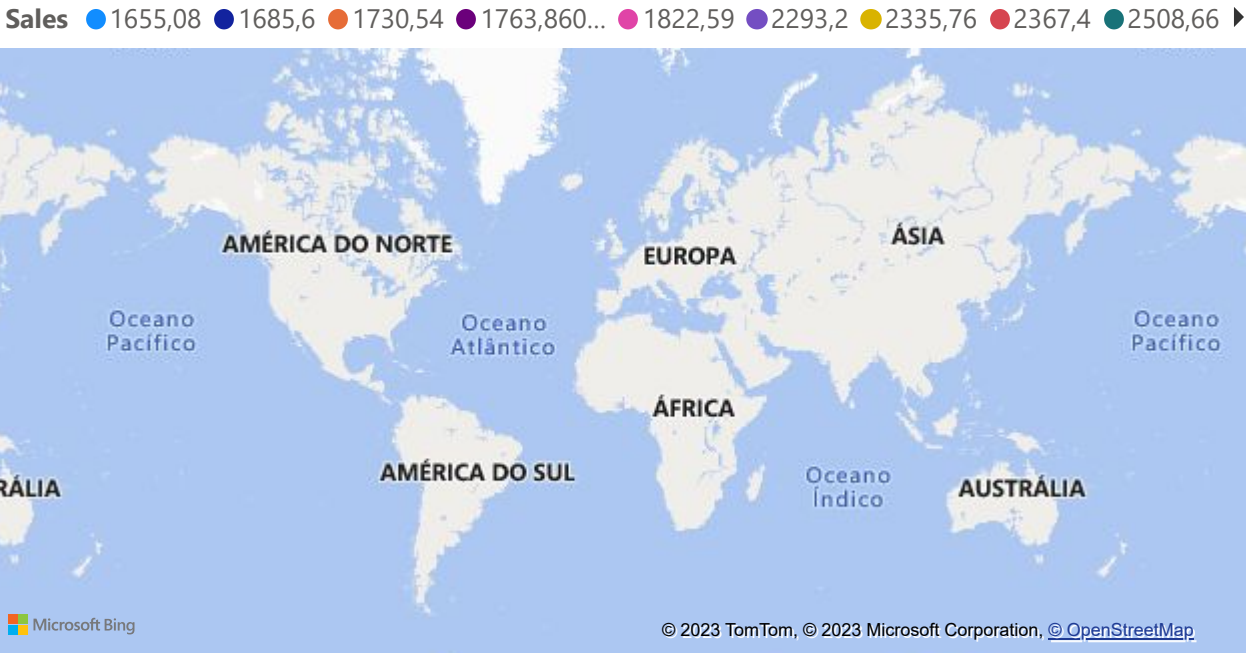 Sales 1655,08 1685,6 1730,54 1763,860... 1822,59 2293,2 2335,76 2367,4 2508,66
AMÉRICA DO NORTE
EUROPA
ÁSIA
Oceano
Pacífico
Oceano
Atlântico
Oceano
Pacífico
ÁFRICA
AMÉRICA DO SUL
Oceano
Índico
RÁLIA
AUSTRÁLIA
Microsoft Bing
© 2023 TomTom, © 2023 Microsoft Corporation, © OpenStreetMap